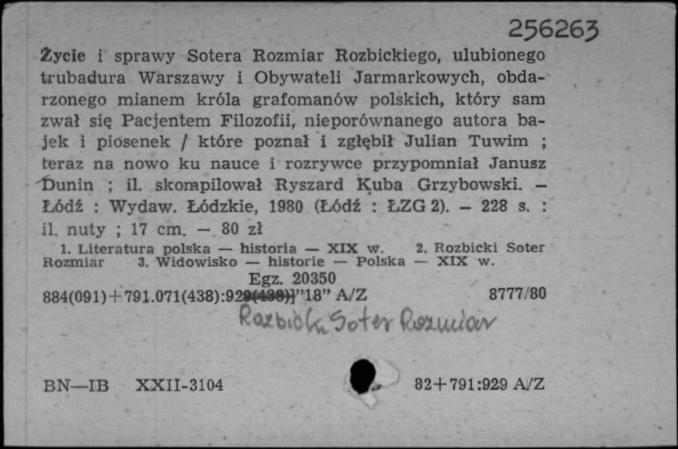 256263
Życie i sprawy Sotera Rozmiar Rozbickiego, ulubionego
trubadura Warszawy i Obywateli Jarmarkowych, obda-
rzonego mianem króla grafomanów polskich, który sam
zwał się Pacjentem Filozofii, nieporównanego autora ba-
jek i piosenek / które poznał i zgłębił Julian Tuwim ;
teraz na nowo ku nauce i rozrywce przypomniał Janusz
Dunin ; il. skompilował Ryszard Kuba Grzybowski. —
Łódź : Wydaw. Łódzkie, 1980 (Łódź : ŁZG 2). — 228 s. :
il. nuty ; 17 cm. — 80 zł
1. Literatura polska — historia — XIX w. 2. Rozbicki Soter
Rozmiar 3. Widowisko — historie — Polska — XIX w.
Egz. 20350
884(091)+791.071(438):929(438)]"18" A/Z 8777/80
Rozbicki Soter Rozmiar
BN—IB XXII-3104 82+791:929 A/Z